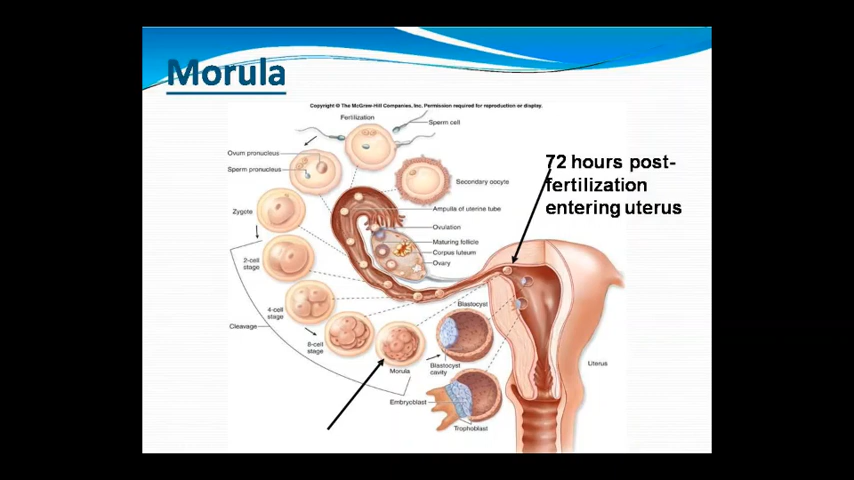 Morula
Copyright © The McGraw-Hill Companies, Inc. Permission required for reproduction or display.
Fertilization
Sperm cell
Ovum pronucleus
Sperm pronucleus
72 hours post-
fertilization
entering uterus
Secondary oocyte
Zygote
Ampulla of uterine tube
Ovulation
Maturing follicle
Corpus luteum
Ovary
2-cell
stage
4-cell
stage
Cleavage
8-cell
stage
Morula
Blastocyst
Blastocyst
cavity
Uterus
Embryoblast
Trophoblast